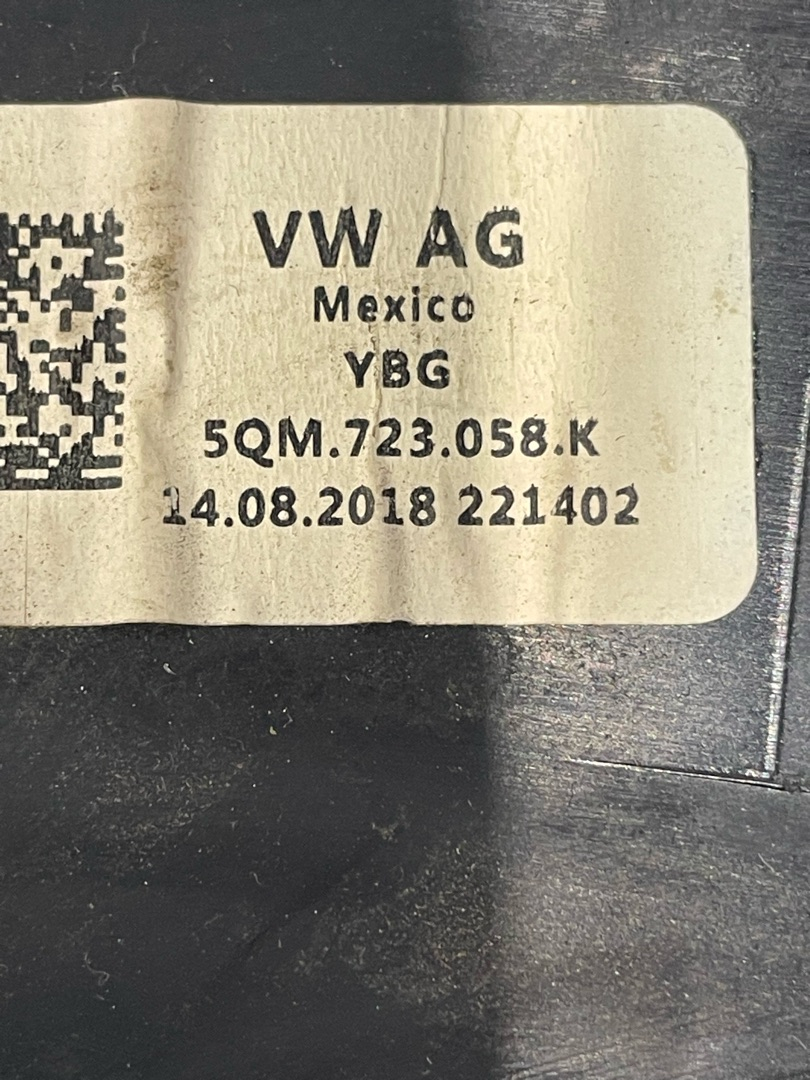 VW AG
Mexico
YBG
5QM.723.058.K
14.08.2018 221402